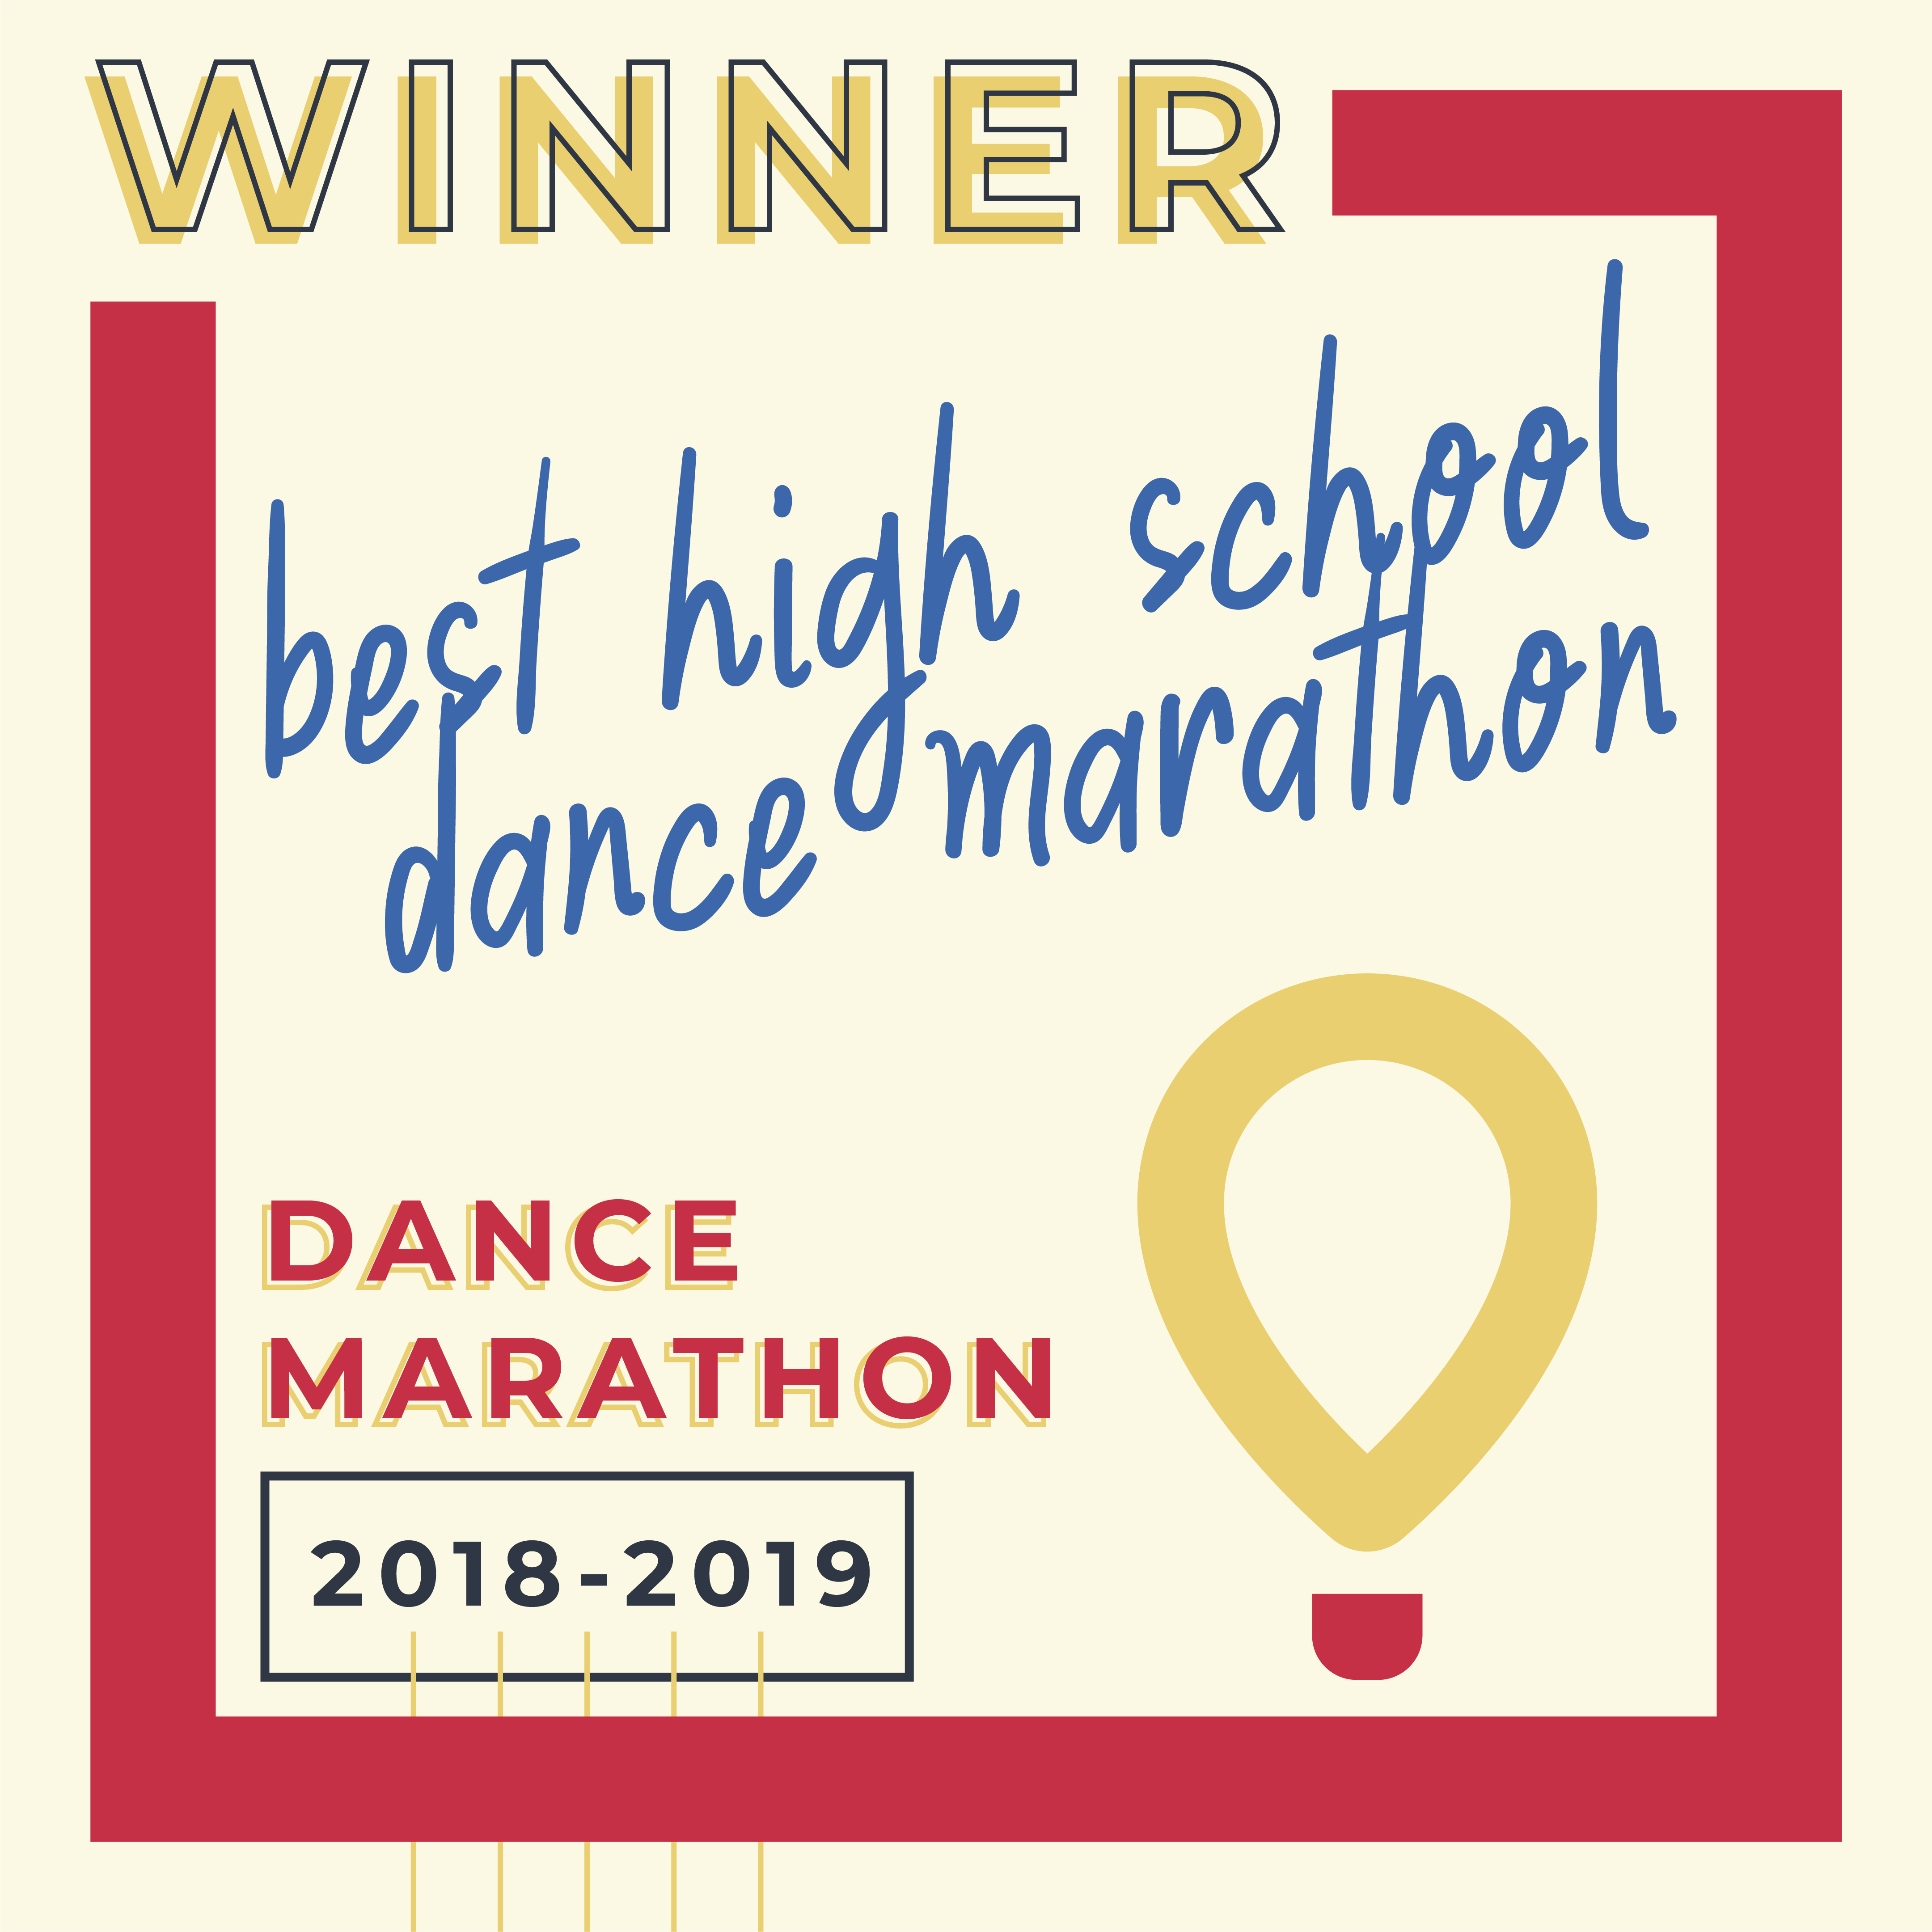 WINNER
best high school
dance marathon
DANCE
MARATHON
2018-2019